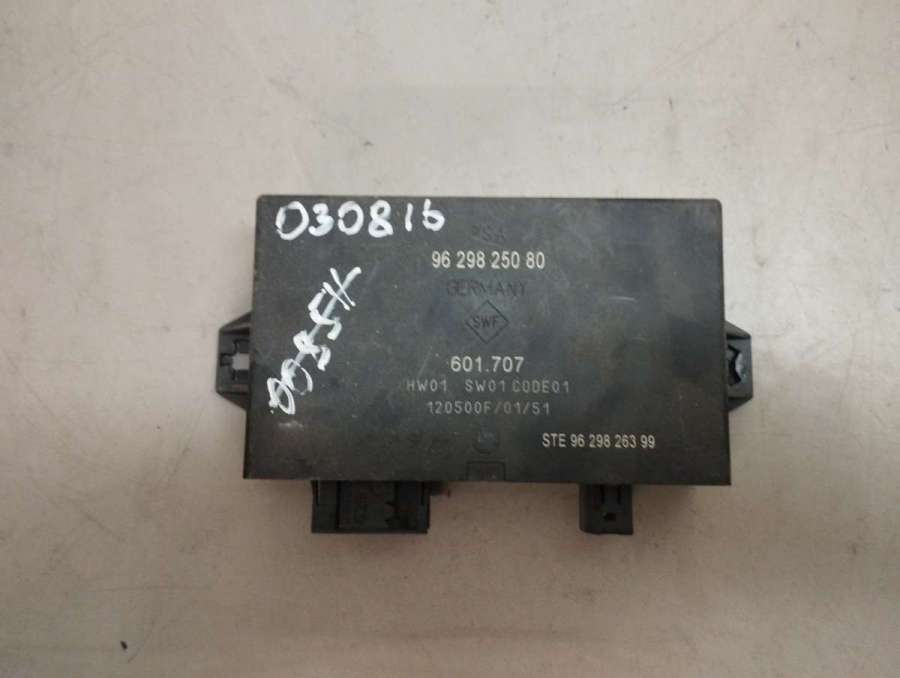 030816
PSA
96 298 250 80
GERMANY
SWF
601.707
HW01 SW01 CODE01
120500F/01/51
STE 96 298 263 99